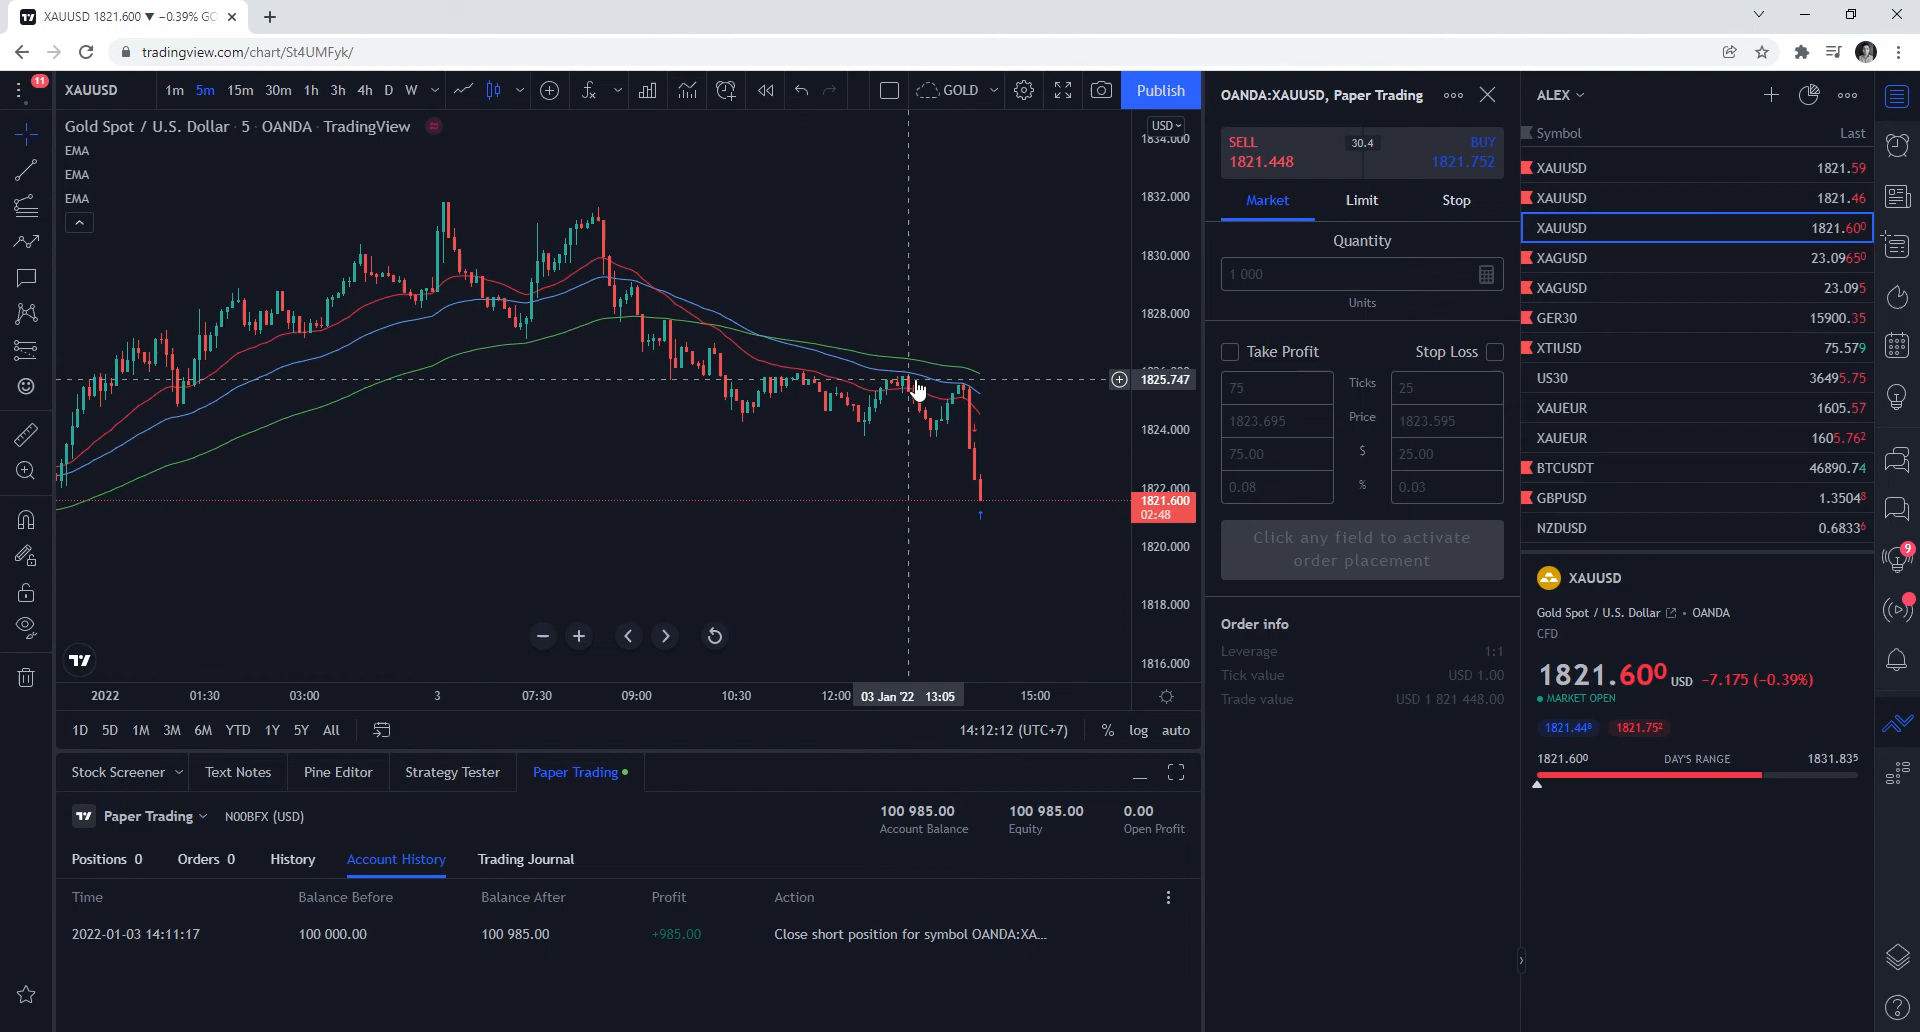 XAUUSD 1821.600 ▼ −0.39% GO
tradingview.com/chart/St4UMFyk/
11
XAUUSD 1m 5m 15m 30m 1h 3h 4h D W GOLD Publish
Gold Spot / U.S. Dollar · 5 · OANDA · TradingView
EMA
EMA
EMA
USD
1834.000
1832.000
1830.000
1828.000
1825.747
1824.000
1822.000
1821.600
02:48
1820.000
1818.000
1816.000
2022 01:30 03:00 3 07:30 09:00 10:30 12:00 03 Jan '22 13:05 15:00
1D 5D 1M 3M 6M YTD 1Y 5Y All 14:12:12 (UTC+7) % log auto
Stock Screener Text Notes Pine Editor Strategy Tester Paper Trading
Paper Trading N00BFX (USD)
100 985.00 100 985.00 0.00
Account Balance Equity Open Profit
Positions 0 Orders 0 History Account History Trading Journal
Time Balance Before Balance After Profit Action
2022-01-03 14:11:17 100 000.00 100 985.00 +985.00 Close short position for symbol OANDA:XA...
OANDA:XAUUSD, Paper Trading
SELL 30.4 BUY
1821.448 1821.752
Market Limit Stop
Quantity
1 000
Units
Take Profit Stop Loss
75 Ticks 25
1823.695 Price 1823.595
75.00 $ 25.00
0.08 % 0.03
Click any field to activate
order placement
Order info
Leverage 1:1
Tick value USD 1.00
Trade value USD 1 821 448.00
ALEX
Symbol Last
XAUUSD 1821.59
XAUUSD 1821.46
XAUUSD 1821.600
XAGUSD 23.09650
XAGUSD 23.095
GER30 15900.35
XTIUSD 75.579
US30 36495.75
XAUEUR 1605.57
XAUEUR 1605.762
BTCUSDT 46890.74
GBPUSD 1.35048
NZDUSD 0.68336
XAUUSD
Gold Spot / U.S. Dollar • OANDA
CFD
1821.600 USD −7.175 (−0.39%)
MARKET OPEN
1821.448 1821.752
1821.600 DAY'S RANGE 1831.835
9